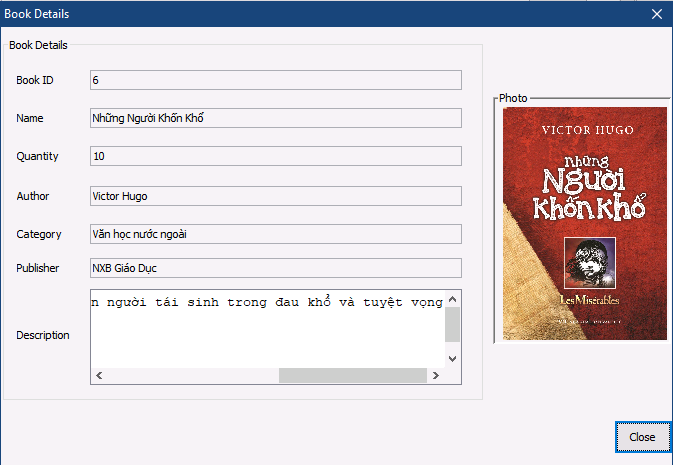 Book Details
Book Details
Book ID
6
Name
Những Người Khốn Khổ
Quantity
10
Author
Victor Hugo
Category
Văn học nước ngoài
Publisher
NXB Giáo Dục
Description
n người tái sinh trong đau khổ và tuyệt vọng
Photo
VICTOR HUGO
Những
Người
Khốn khổ
Les Misérables
Close